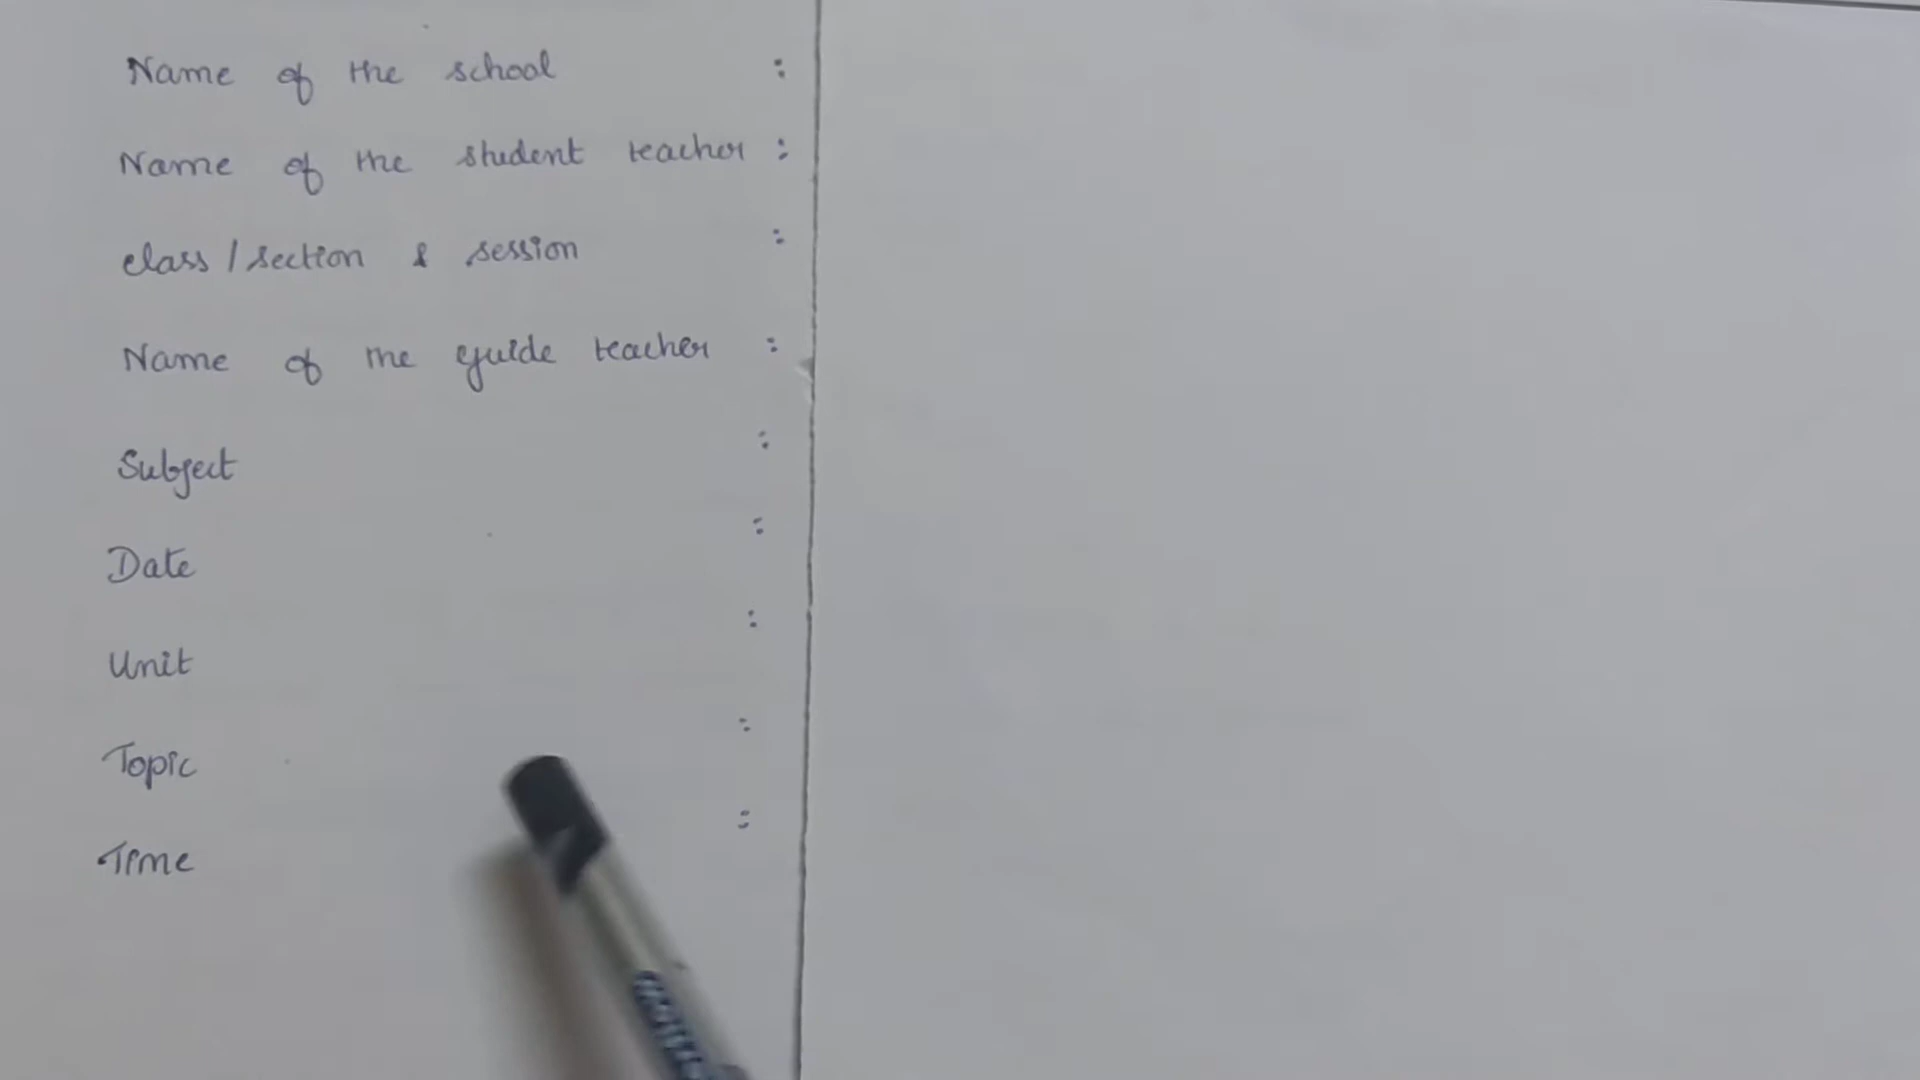 Name of the school :
Name of the student teacher :
class / section & session :
Name of the guide teacher :
Subject :
Date :
Unit :
Topic :
Time :